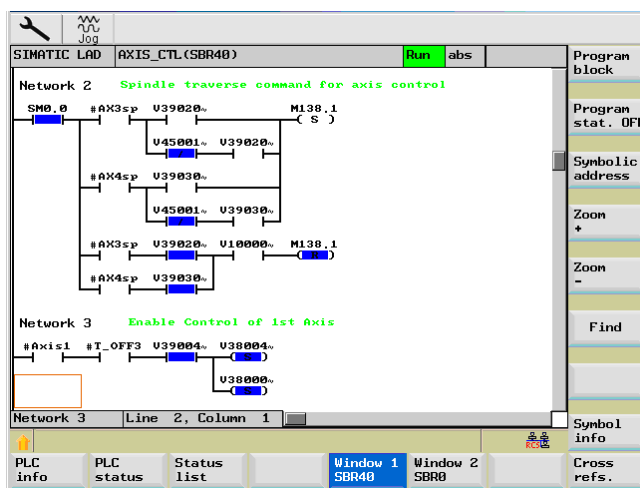 Jog
SIMATIC LAD AXIS_CTL(SBR40) Run abs
Program block
Network 2 Spindle traverse command for axis control
SM0.0 #AX3sp V39020~ M138.1
( S )
Program stat. OFF
V45001~ V39020~
Symbolic address
#AX4sp V39030~
V45001~ V39030~
Zoom +
#AX3sp V39020~ V10000~ M138.1
Zoom -
#AX4sp V39030~
Network 3 Enable Control of 1st Axis
Find
#Axis1 #T_OFF3 V39004~ V38004~
V38000~
Network 3 Line 2, Column 1
Symbol info
RCS
PLC info PLC status Status list Window 1 SBR40 Window 2 SBR0 Cross refs.